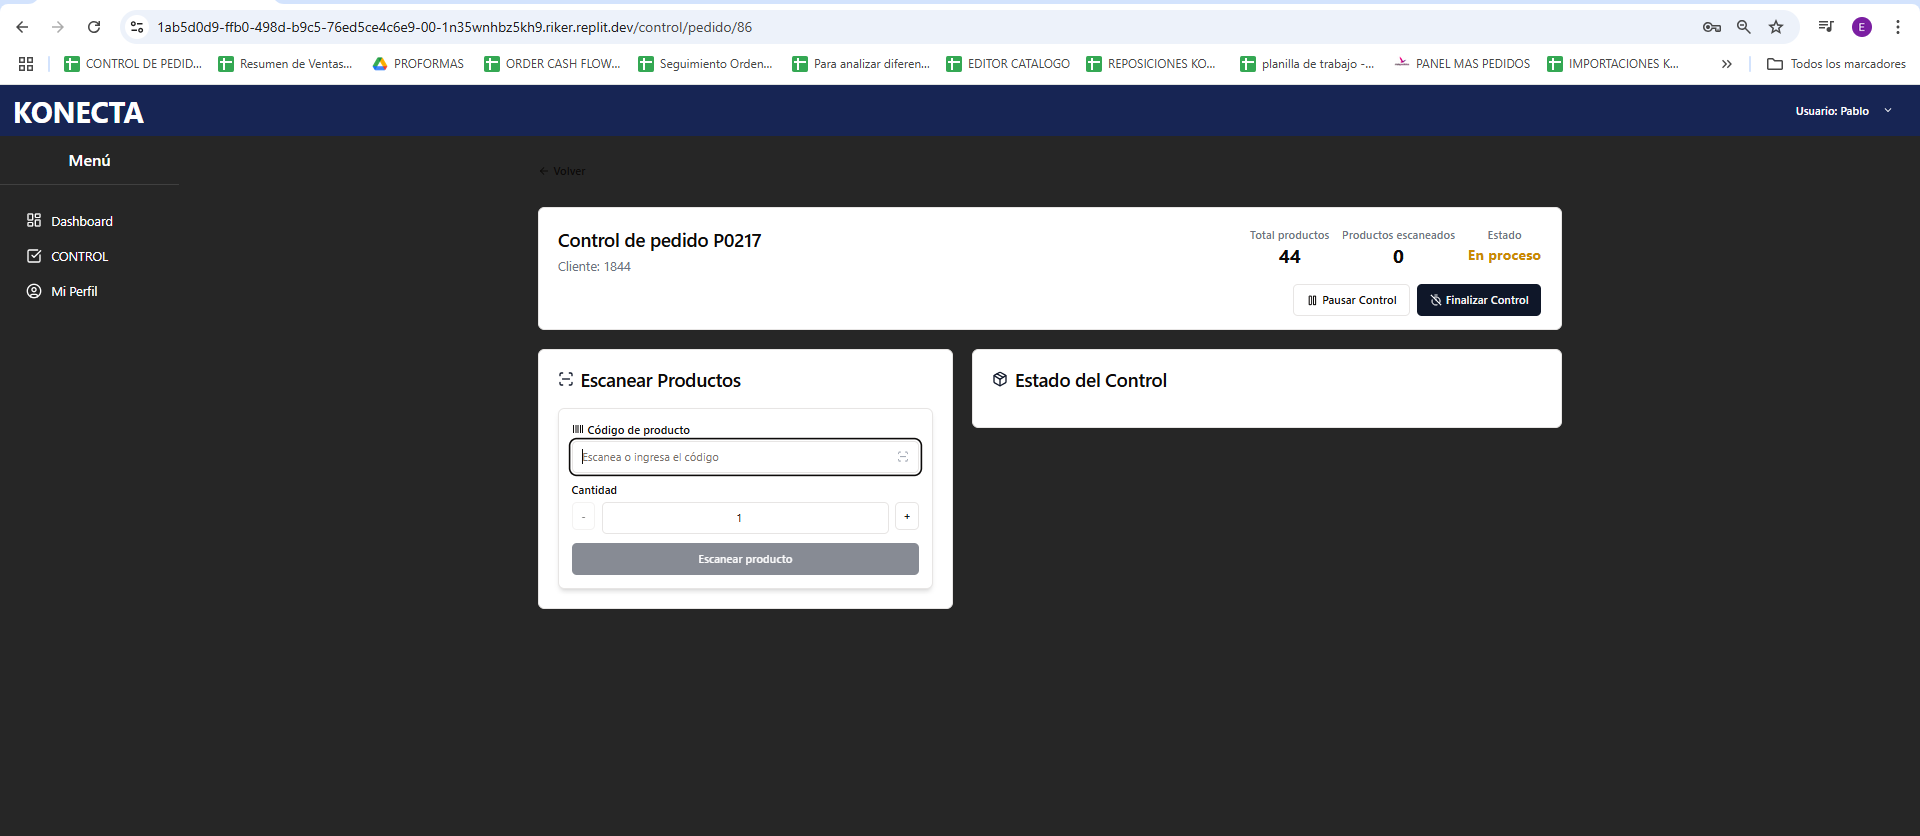 1ab5d0d9-ffb0-498d-b9c5-76ed5ce4c6e9-00-1n35wnhbz5kh9.riker.replit.dev/control/pedido/86
E
CONTROL DE PEDID...
Resumen de Ventas...
PROFORMAS
ORDER CASH FLOW...
Seguimiento Orden...
Para analizar diferen...
EDITOR CATALOGO
REPOSICIONES KO...
planilla de trabajo -...
PANEL MAS PEDIDOS
IMPORTACIONES K...
»
Todos los marcadores
KONECTA
Usuario: Pablo
Menú
Dashboard
CONTROL
Mi Perfil
← Volver
Control de pedido P0217
Cliente: 1844
Total productos
44
Productos escaneados
0
Estado
En proceso
Pausar Control
Finalizar Control
Escanear Productos
Código de producto
Escanea o ingresa el código
Cantidad
-
1
+
Escanear producto
Estado del Control